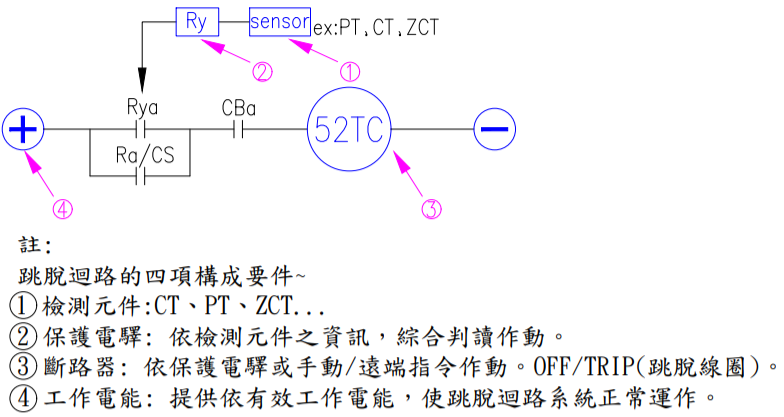 Ry
sensor
ex:PT,CT,ZCT
②
①
Rya
CBa
+
52TC
−
Ra/CS
④
③
註:
跳脫迴路的四項構成要件~
①檢測元件:CT、PT、ZCT...
②保護電驛: 依檢測元件之資訊，綜合判讀作動。
③斷路器: 依保護電驛或手動/遠端指令作動。OFF/TRIP(跳脫線圈)。
④工作電能: 提供依有效工作電能，使跳脫迴路系統正常運作。